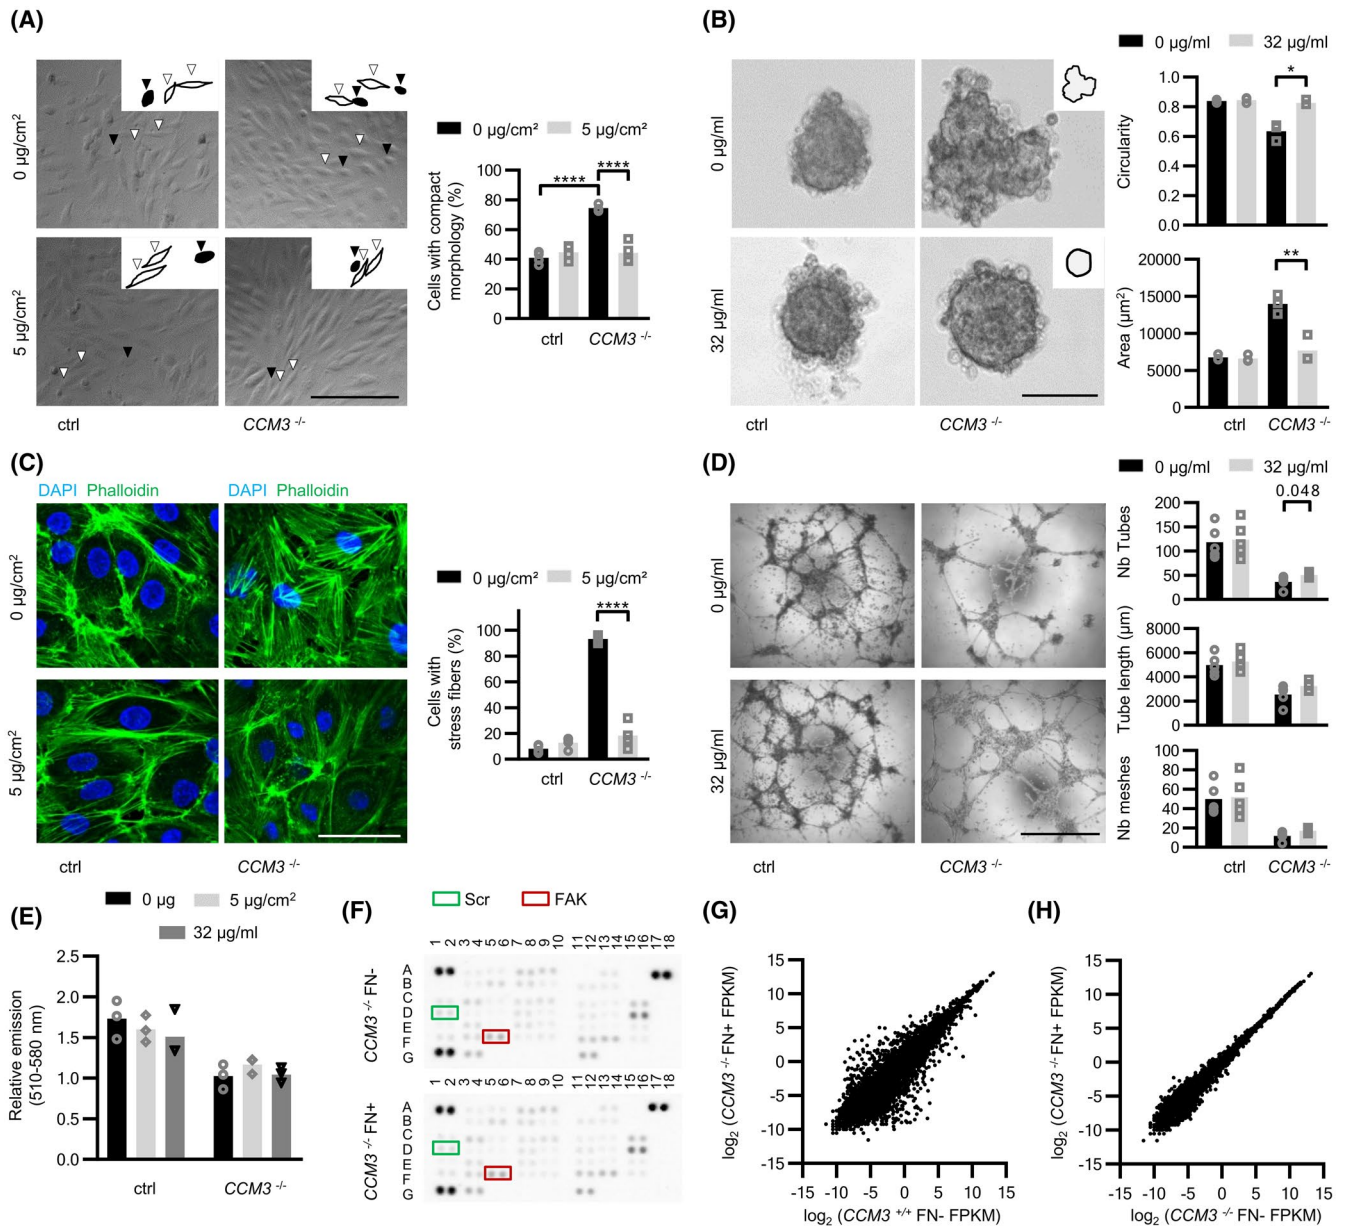 (A)
0 µg/cm²
5 µg/cm²
ctrl
CCM3 -/-
0 µg/cm² 5 µg/cm²
Cells with compact
morphology (%)
100
80
60
40
20
0
****
****
ctrl CCM3 -/-
(B)
0 µg/ml
32 µg/ml
ctrl
CCM3 -/-
0 µg/ml 32 µg/ml
Circularity
1.0
0.8
0.6
0.4
0.2
0.0
*
Area (µm²)
20000
15000
10000
5000
0
**
ctrl CCM3 -/-
(C)
DAPI Phalloidin
DAPI Phalloidin
0 µg/cm²
5 µg/cm²
ctrl
CCM3 -/-
0 µg/cm² 5 µg/cm²
Cells with
stress fibers (%)
100
80
60
40
20
0
****
ctrl CCM3 -/-
(D)
0 µg/ml
32 µg/ml
ctrl
CCM3 -/-
0 µg/ml 32 µg/ml
Nb Tubes
200
150
100
50
0
0.048
Tube length (µm)
8000
6000
4000
2000
0
Nb meshes
100
80
60
40
20
0
ctrl CCM3 -/-
(E)
0 µg 5 µg/cm²
32 µg/ml
Relative emission
(510-580 nm)
2.5
2.0
1.5
1.0
0.5
0.0
ctrl CCM3 -/-
(F)
Scr FAK
CCM3 -/- FN-
1 2 3 4 5 6 7 8 9 10 11 12 13 14 15 16 17 18
A
B
C
D
E
F
G
CCM3 -/- FN+
1 2 3 4 5 6 7 8 9 10 11 12 13 14 15 16 17 18
A
B
C
D
E
F
G
(G)
log2 (CCM3 -/- FN+ FPKM)
15
10
5
0
-5
-10
-15
-15 -10 -5 0 5 10 15
log2 (CCM3 +/+ FN- FPKM)
(H)
log2 (CCM3 -/- FN+ FPKM)
15
10
5
0
-5
-10
-15
-15 -10 -5 0 5 10 15
log2 (CCM3 -/- FN- FPKM)